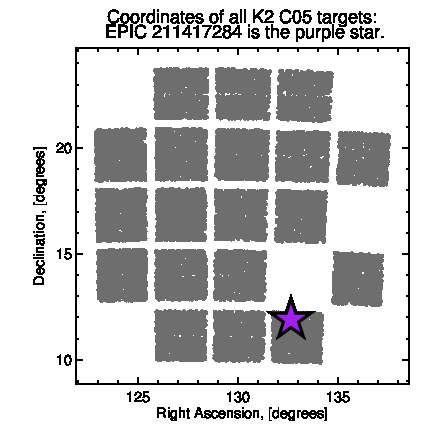 Coordinates of all K2 C05 targets:
EPIC 211417284 is the purple star.
20
15
10
Declination, [degrees]
125 130 135
Right Ascension, [degrees]